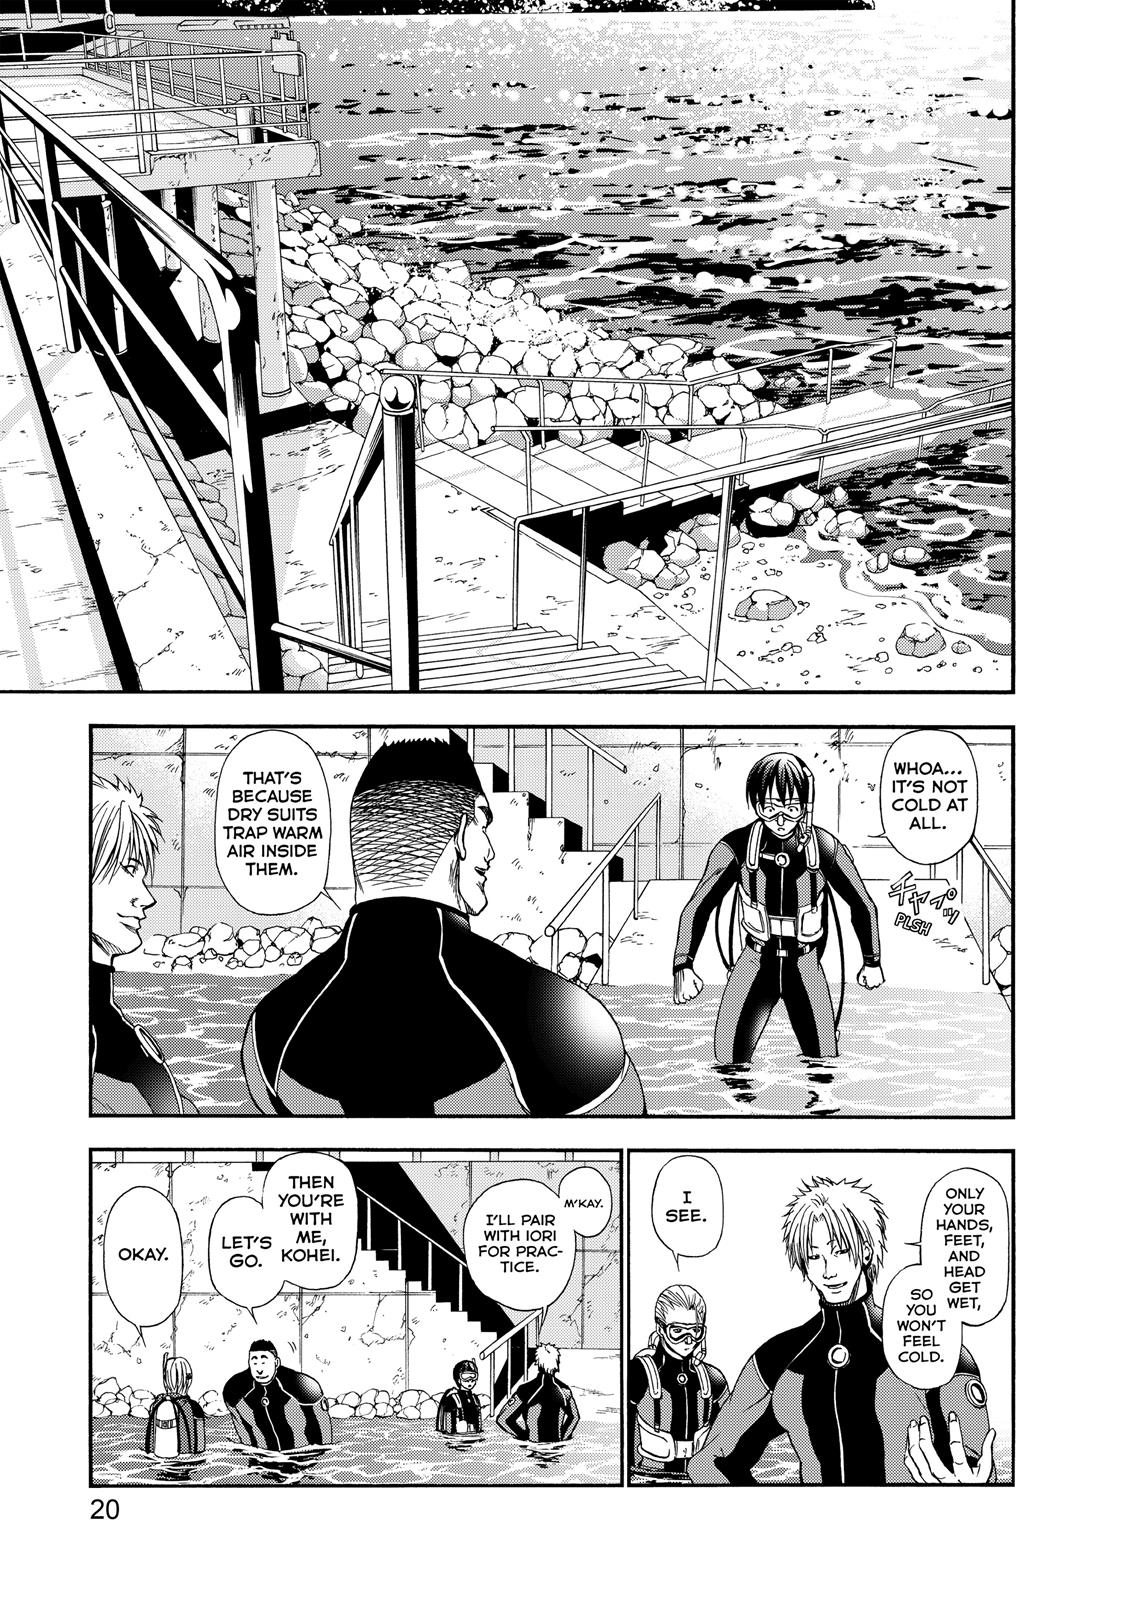 WHOA...
IT'S NOT
COLD AT
ALL.
チャプッ
PLSH
THAT'S
BECAUSE
DRY SUITS
TRAP WARM
AIR INSIDE
THEM.
ONLY
YOUR
HANDS,
FEET,
AND
HEAD
GET
WET,
SO
YOU
WON'T
FEEL
COLD.
I
SEE.
M'KAY.
I'LL PAIR
WITH IORI
FOR PRAC-
TICE.
THEN
YOU'RE
WITH
ME,
KOHEI.
LET'S
GO.
OKAY.
20